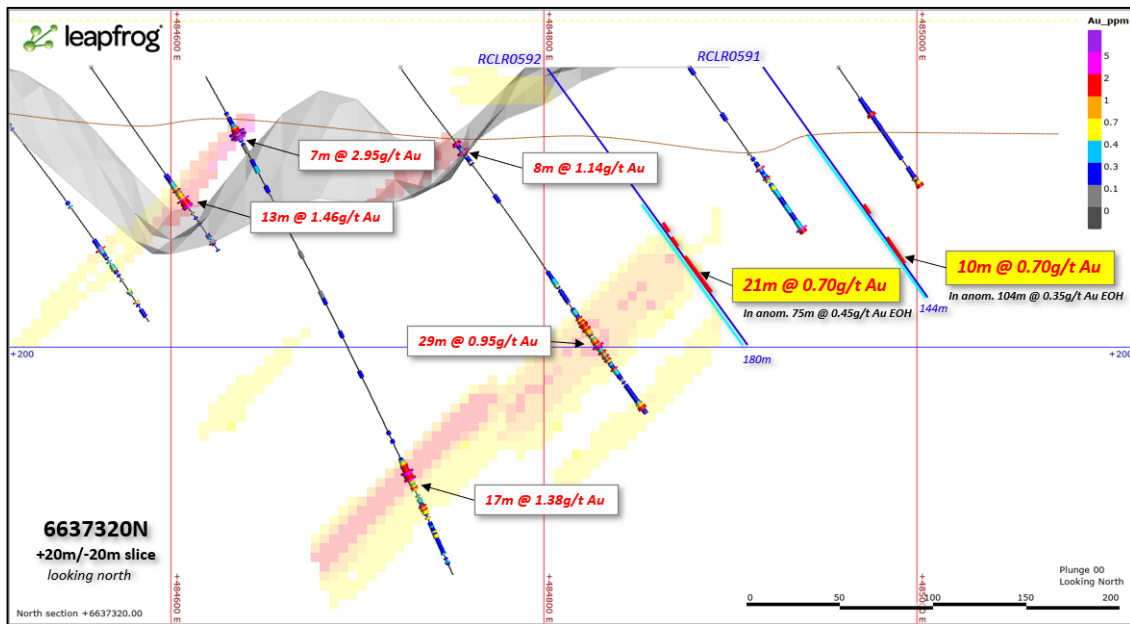 leapfrog
+484600 E
+484800 E
+485000 E
Au_ppm
5
2
1
0.7
0.4
0.3
0.1
0
RCLR0592
RCLR0591
7m @ 2.95g/t Au
8m @ 1.14g/t Au
13m @ 1.46g/t Au
21m @ 0.70g/t Au
In anom. 75m @ 0.45g/t Au EOH
10m @ 0.70g/t Au
In anom. 104m @ 0.35g/t Au EOH
144m
29m @ 0.95g/t Au
+200
+200
180m
17m @ 1.38g/t Au
6637320N
+20m/-20m slice
looking north
North section +6637320.00
+484600 E
+484800 E
+485000 E
Plunge 00
Looking North
0 50 100 150 200